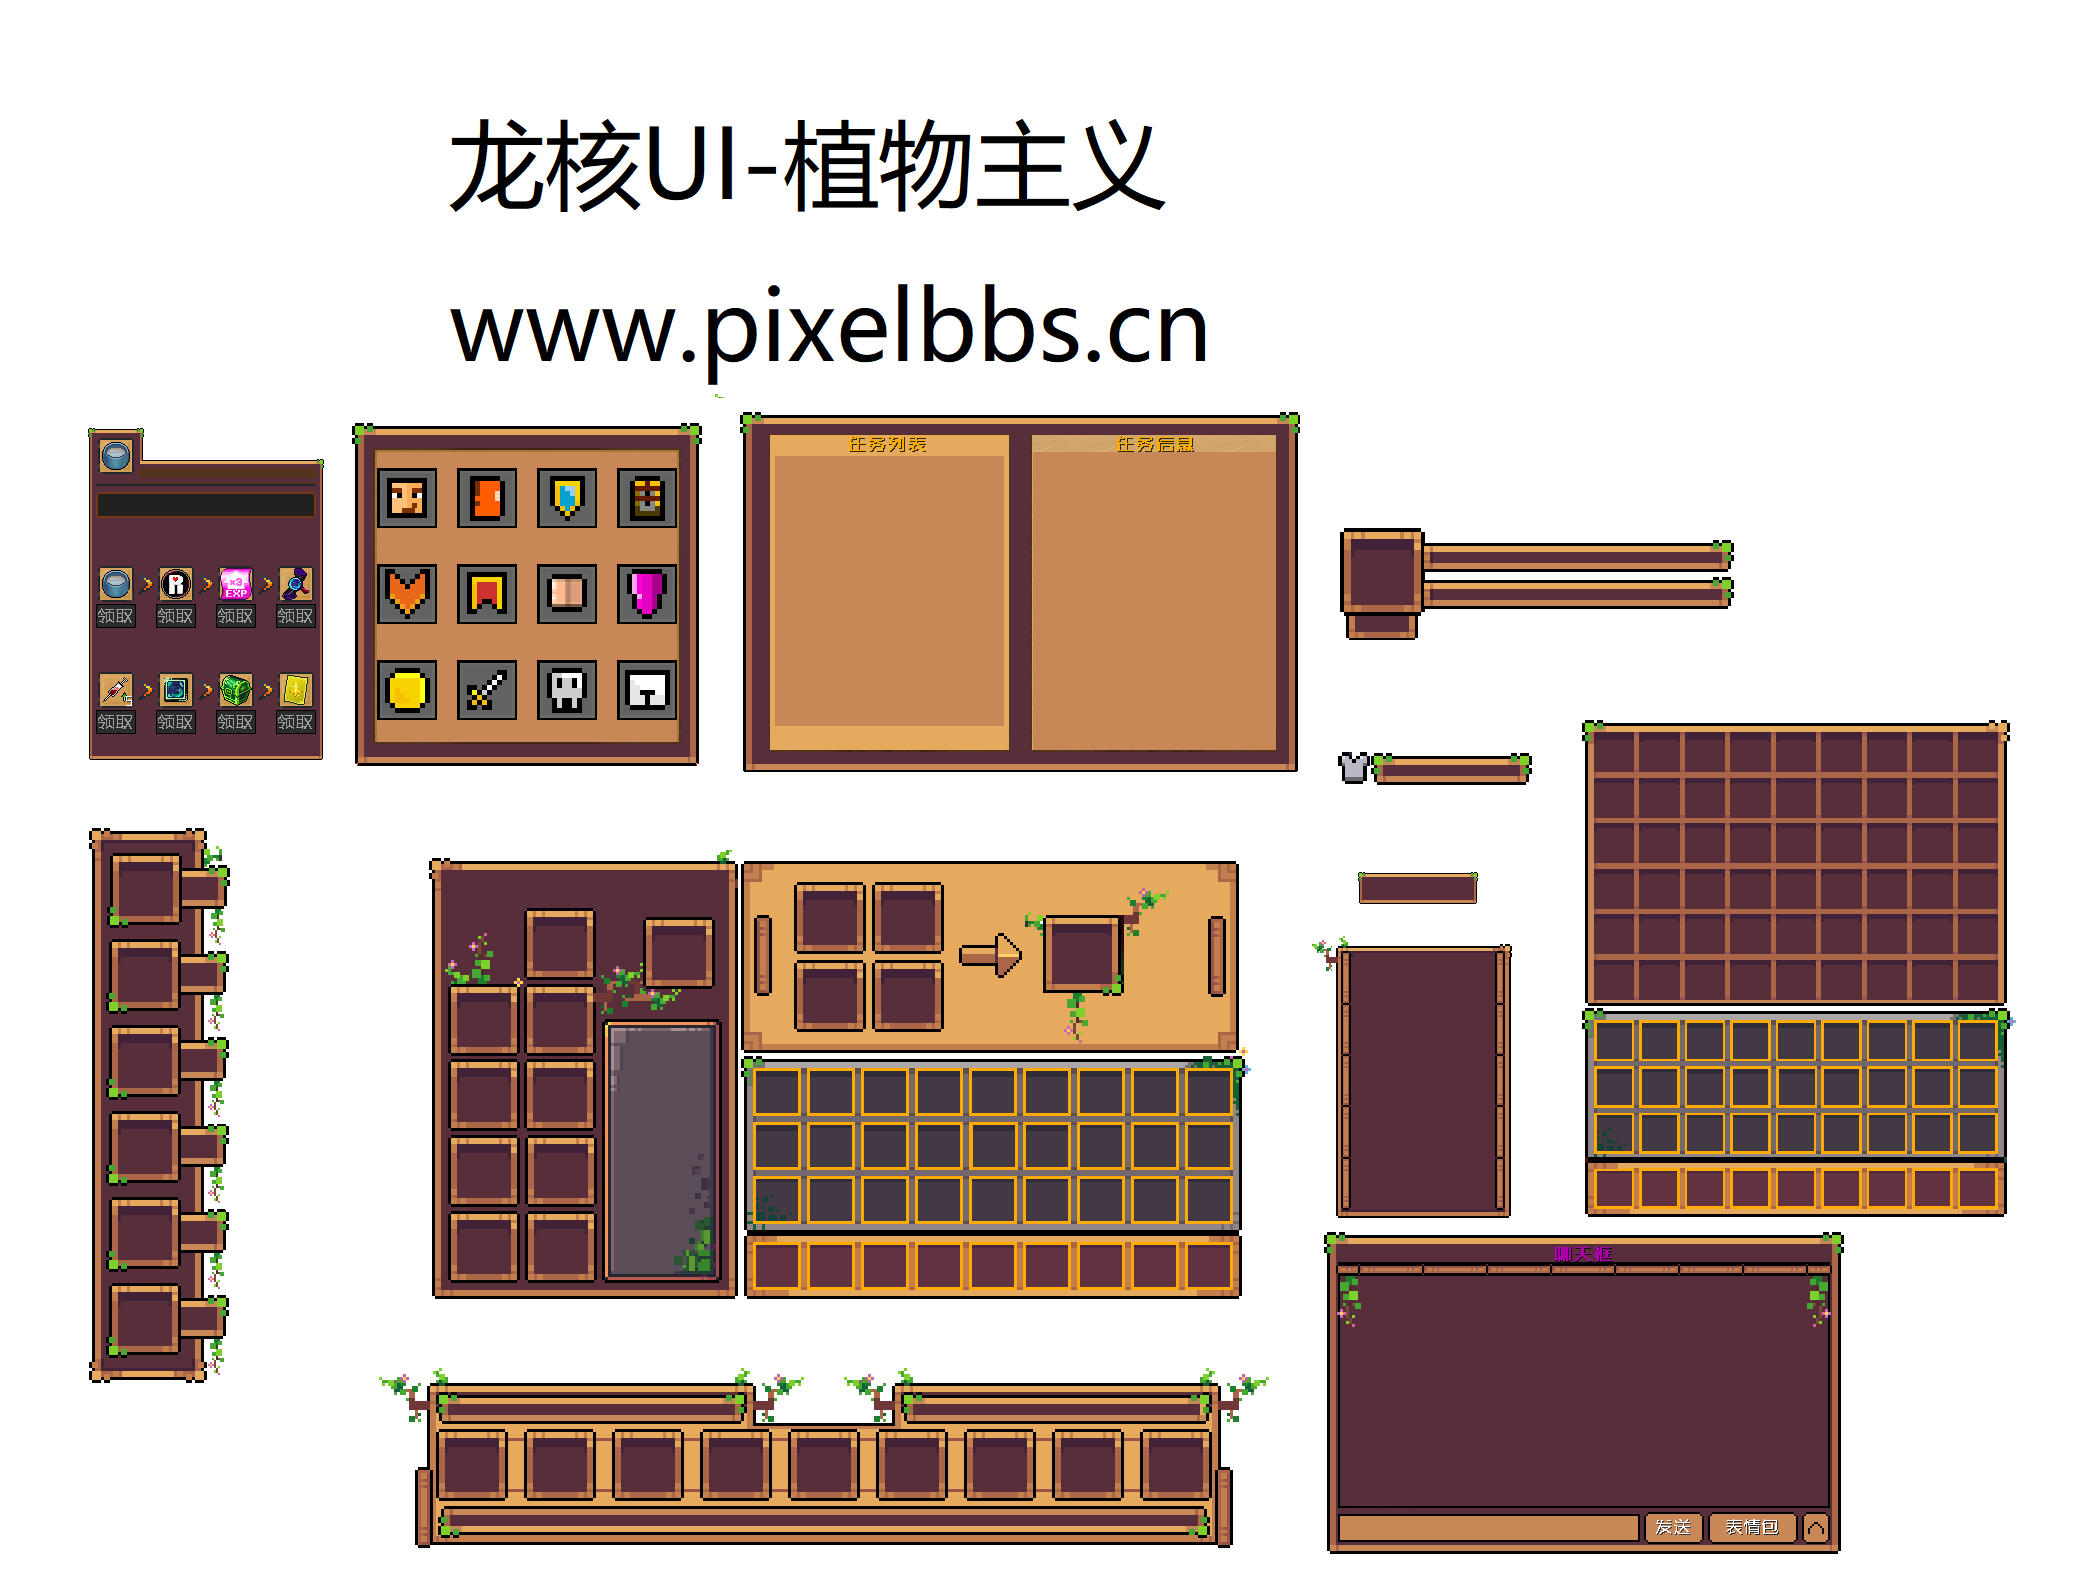 龙核UI-植物主义
www.pixelbbs.cn
任务列表
任务信息
R
x3
EXP
领取 领取 领取 领取
领取 领取 领取 领取
聊天框
发送 表情包